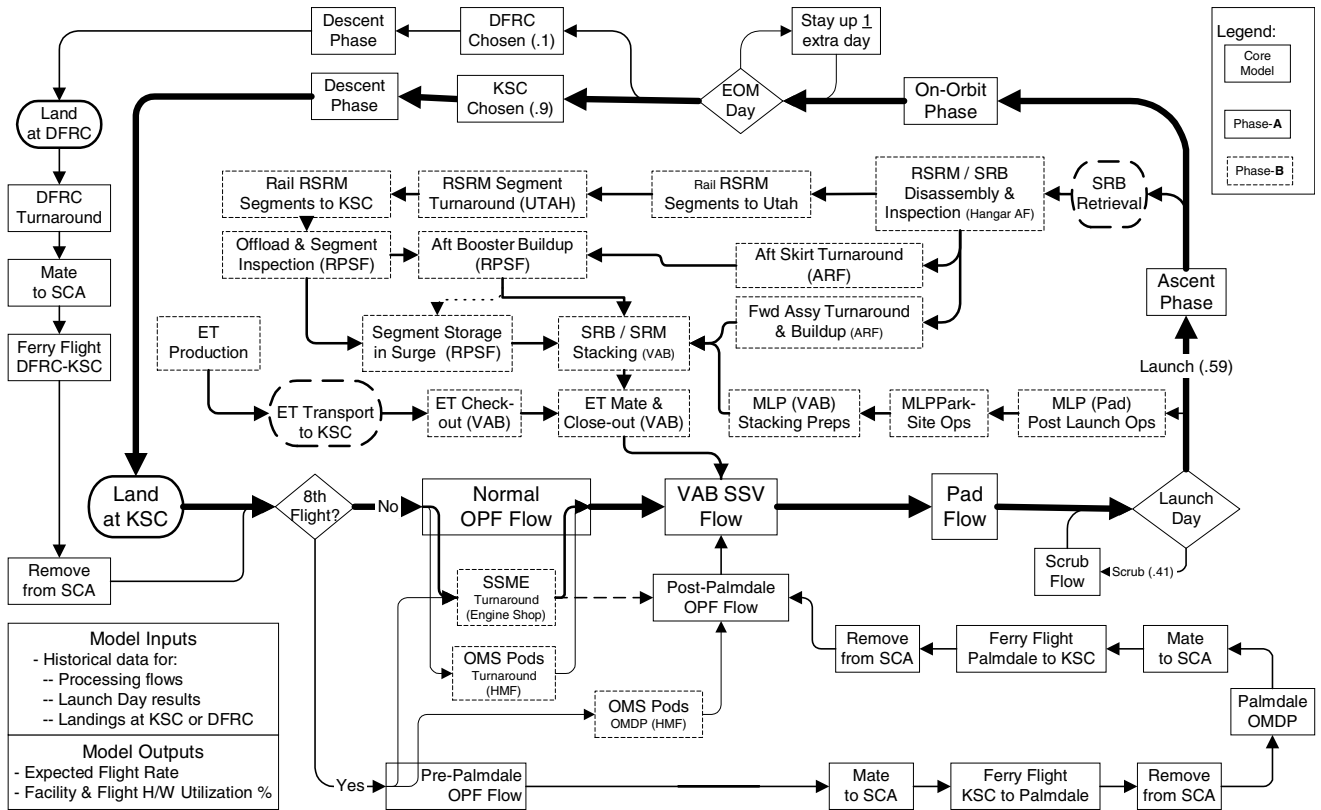 Descent
Phase
DFRC
Chosen (.1)
Stay up 1
extra day
Legend:
Core
Model
Phase-A
Phase-B
Descent
Phase
KSC
Chosen (.9)
EOM
Day
On-Orbit
Phase
Land
at DFRC
DFRC
Turnaround
Mate
to SCA
Ferry Flight
DFRC-KSC
Rail RSRM
Segments to KSC
RSRM Segment
Turnaround (UTAH)
Rail RSRM
Segments to Utah
RSRM / SRB
Disassembly &
Inspection (Hangar AF)
SRB
Retrieval
Offload & Segment
Inspection (RPSF)
Aft Booster Buildup
(RPSF)
Aft Skirt Turnaround
(ARF)
Ascent
Phase
ET
Production
Segment Storage
in Surge (RPSF)
SRB / SRM
Stacking (VAB)
Fwd Assy Turnaround
& Buildup (ARF)
Launch (.59)
ET Transport
to KSC
ET Check-
out (VAB)
ET Mate &
Close-out (VAB)
MLP (VAB)
Stacking Preps
MLPPark-
Site Ops
MLP (Pad)
Post Launch Ops
Land
at KSC
8th
Flight?
No
Normal
OPF Flow
VAB SSV
Flow
Pad
Flow
Launch
Day
Remove
from SCA
Scrub
Flow
Scrub (.41)
SSME
Turnaround
(Engine Shop)
Post-Palmdale
OPF Flow
OMS Pods
Turnaround
(HMF)
Remove
from SCA
Ferry Flight
Palmdale to KSC
Mate
to SCA
OMS Pods
OMDP (HMF)
Palmdale
OMDP
Yes
Pre-Palmdale
OPF Flow
Mate
to SCA
Ferry Flight
KSC to Palmdale
Remove
from SCA
Model Inputs
- Historical data for:
-- Processing flows
-- Launch Day results
-- Landings at KSC or DFRC
Model Outputs
- Expected Flight Rate
- Facility & Flight H/W Utilization %